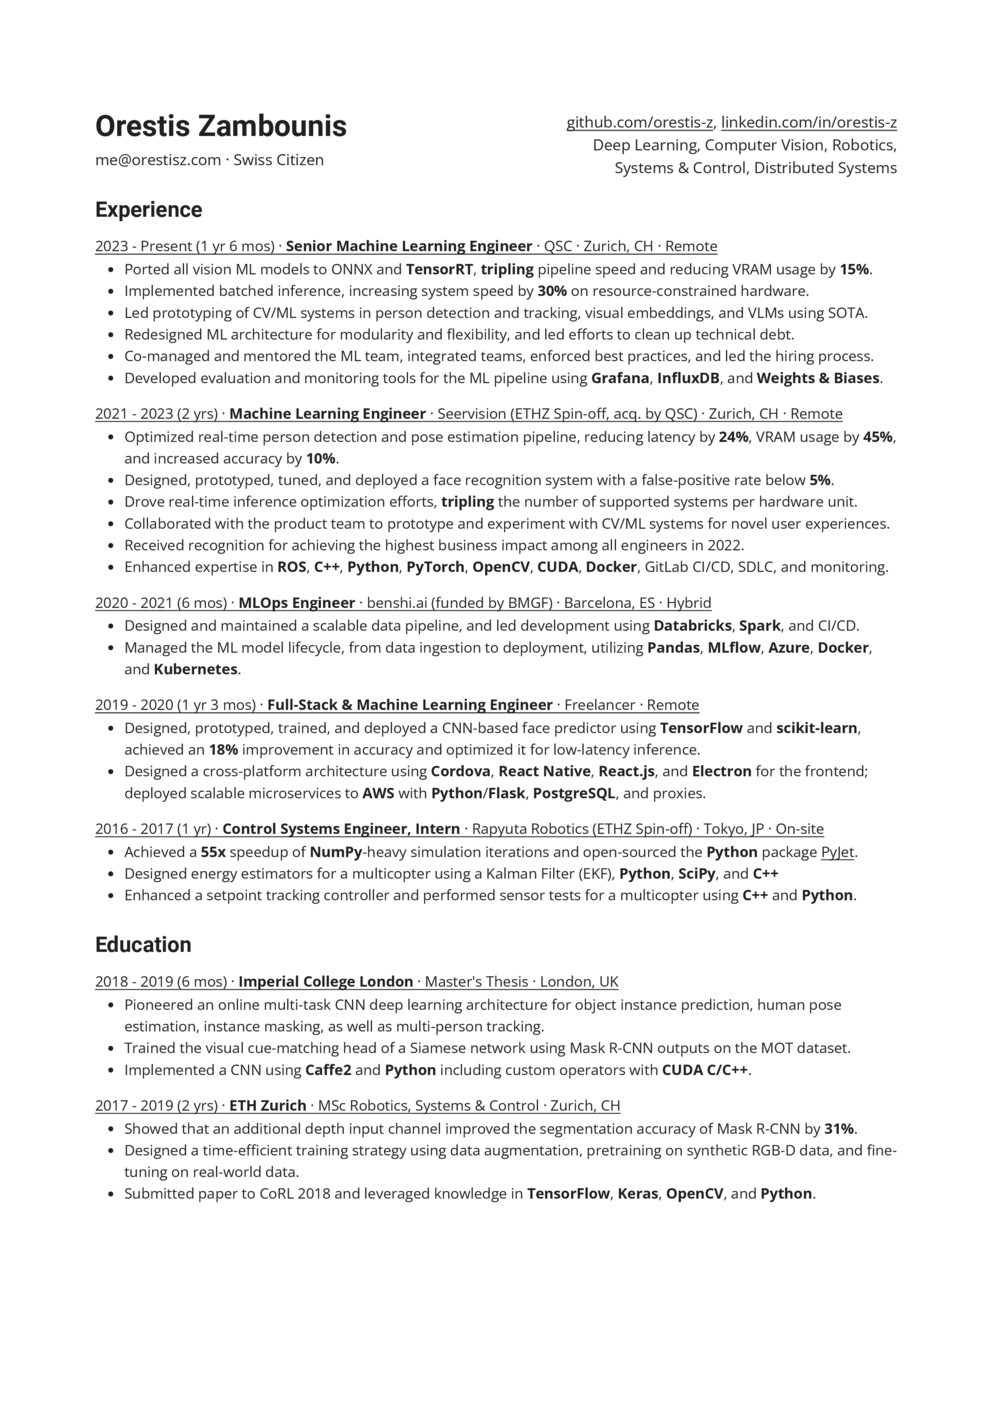 Orestis Zambounis
me@orestisz.com · Swiss Citizen
github.com/orestis-z, linkedin.com/in/orestis-z
Deep Learning, Computer Vision, Robotics,
Systems & Control, Distributed Systems
Experience
2023 - Present (1 yr 6 mos) · Senior Machine Learning Engineer · QSC · Zurich, CH · Remote
• Ported all vision ML models to ONNX and TensorRT, tripling pipeline speed and reducing VRAM usage by 15%.
• Implemented batched inference, increasing system speed by 30% on resource-constrained hardware.
• Led prototyping of CV/ML systems in person detection and tracking, visual embeddings, and VLMs using SOTA.
• Redesigned ML architecture for modularity and flexibility, and led efforts to clean up technical debt.
• Co-managed and mentored the ML team, integrated teams, enforced best practices, and led the hiring process.
• Developed evaluation and monitoring tools for the ML pipeline using Grafana, InfluxDB, and Weights & Biases.
2021 - 2023 (2 yrs) · Machine Learning Engineer · Seervision (ETHZ Spin-off, acq. by QSC) · Zurich, CH · Remote
• Optimized real-time person detection and pose estimation pipeline, reducing latency by 24%, VRAM usage by 45%,
and increased accuracy by 10%.
• Designed, prototyped, tuned, and deployed a face recognition system with a false-positive rate below 5%.
• Drove real-time inference optimization efforts, tripling the number of supported systems per hardware unit.
• Collaborated with the product team to prototype and experiment with CV/ML systems for novel user experiences.
• Received recognition for achieving the highest business impact among all engineers in 2022.
• Enhanced expertise in ROS, C++, Python, PyTorch, OpenCV, CUDA, Docker, GitLab CI/CD, SDLC, and monitoring.
2020 - 2021 (6 mos) · MLOps Engineer · benshi.ai (funded by BMGF) · Barcelona, ES · Hybrid
• Designed and maintained a scalable data pipeline, and led development using Databricks, Spark, and CI/CD.
• Managed the ML model lifecycle, from data ingestion to deployment, utilizing Pandas, MLflow, Azure, Docker,
and Kubernetes.
2019 - 2020 (1 yr 3 mos) · Full-Stack & Machine Learning Engineer · Freelancer · Remote
• Designed, prototyped, trained, and deployed a CNN-based face predictor using TensorFlow and scikit-learn,
achieved an 18% improvement in accuracy and optimized it for low-latency inference.
• Designed a cross-platform architecture using Cordova, React Native, React.js, and Electron for the frontend;
deployed scalable microservices to AWS with Python/Flask, PostgreSQL, and proxies.
2016 - 2017 (1 yr) · Control Systems Engineer, Intern · Rapyuta Robotics (ETHZ Spin-off) · Tokyo, JP · On-site
• Achieved a 55x speedup of NumPy-heavy simulation iterations and open-sourced the Python package PyJet.
• Designed energy estimators for a multicopter using a Kalman Filter (EKF), Python, SciPy, and C++
• Enhanced a setpoint tracking controller and performed sensor tests for a multicopter using C++ and Python.
Education
2018 - 2019 (6 mos) · Imperial College London · Master's Thesis · London, UK
• Pioneered an online multi-task CNN deep learning architecture for object instance prediction, human pose
estimation, instance masking, as well as multi-person tracking.
• Trained the visual cue-matching head of a Siamese network using Mask R-CNN outputs on the MOT dataset.
• Implemented a CNN using Caffe2 and Python including custom operators with CUDA C/C++.
2017 - 2019 (2 yrs) · ETH Zurich · MSc Robotics, Systems & Control · Zurich, CH
• Showed that an additional depth input channel improved the segmentation accuracy of Mask R-CNN by 31%.
• Designed a time-efficient training strategy using data augmentation, pretraining on synthetic RGB-D data, and fine-
tuning on real-world data.
• Submitted paper to CoRL 2018 and leveraged knowledge in TensorFlow, Keras, OpenCV, and Python.